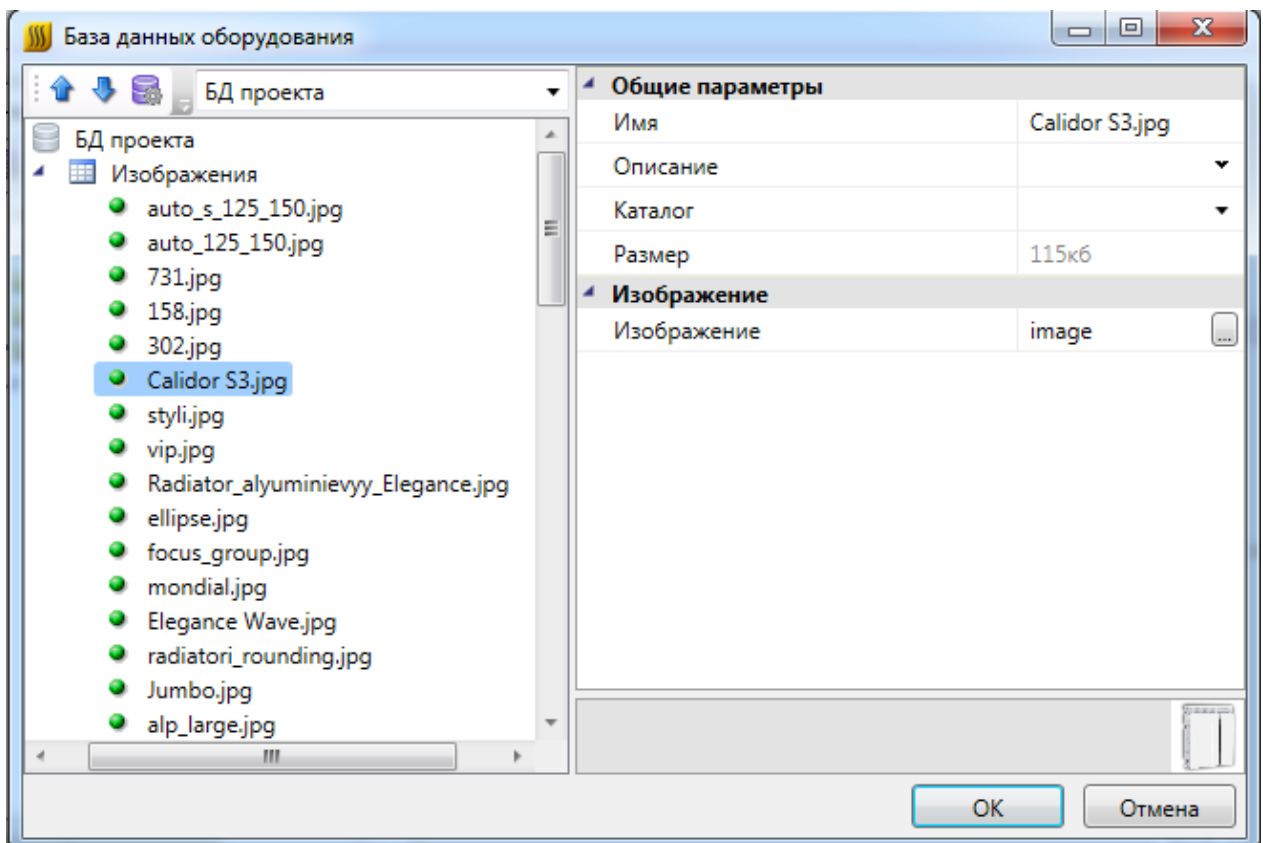 База данных оборудования
БД проекта
БД проекта
Изображения
auto_s_125_150.jpg
auto_125_150.jpg
731.jpg
158.jpg
302.jpg
Calidor S3.jpg
styli.jpg
vip.jpg
Radiator_alyuminievyy_Elegance.jpg
ellipse.jpg
focus_group.jpg
mondial.jpg
Elegance Wave.jpg
radiatori_rounding.jpg
Jumbo.jpg
alp_large.jpg
Общие параметры
Имя Calidor S3.jpg
Описание
Каталог
Размер 115кб
Изображение
Изображение image ...
OK Отмена